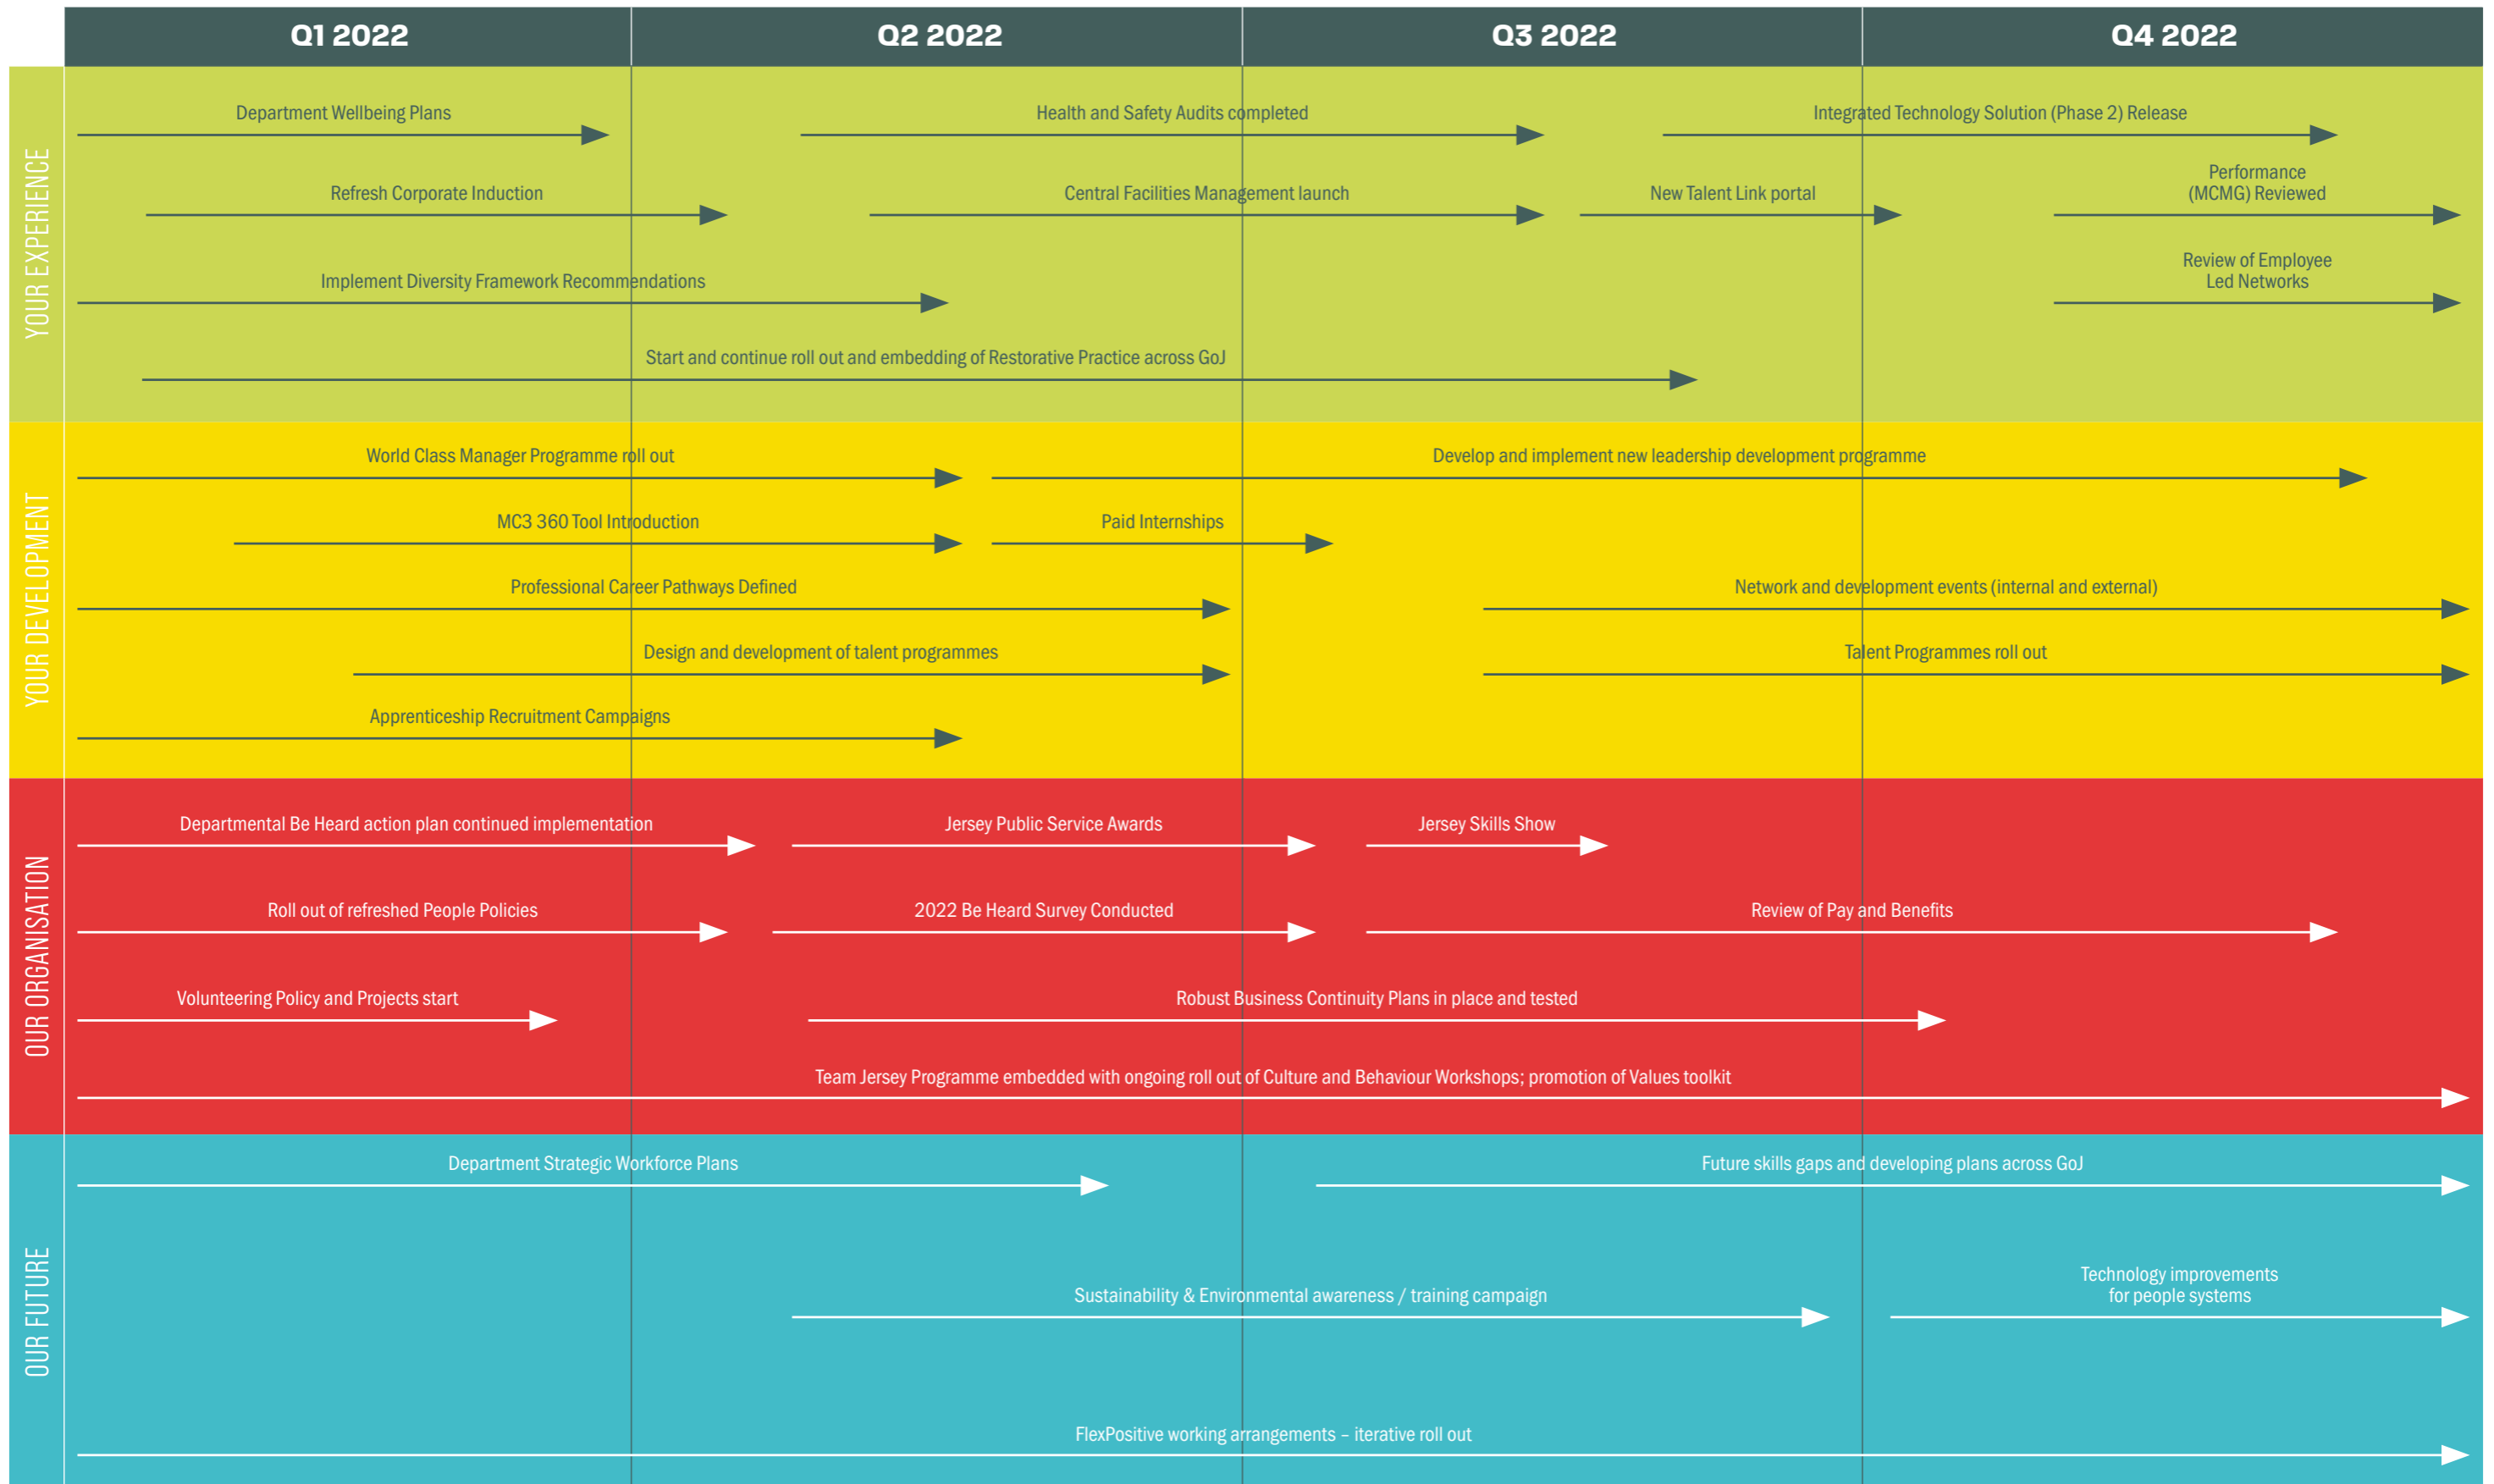 Q1 2022
Q2 2022
Q3 2022
Q4 2022
YOUR EXPERIENCE
Department Wellbeing Plans
Health and Safety Audits completed
Integrated Technology Solution (Phase 2) Release
Refresh Corporate Induction
Central Facilities Management launch
New Talent Link portal
Performance
(MCMG) Reviewed
Implement Diversity Framework Recommendations
Review of Employee
Led Networks
Start and continue roll out and embedding of Restorative Practice across GoJ
YOUR DEVELOPMENT
World Class Manager Programme roll out
Develop and implement new leadership development programme
MC3 360 Tool Introduction
Paid Internships
Professional Career Pathways Defined
Network and development events (internal and external)
Design and development of talent programmes
Talent Programmes roll out
Apprenticeship Recruitment Campaigns
OUR ORGANISATION
Departmental Be Heard action plan continued implementation
Jersey Public Service Awards
Jersey Skills Show
Roll out of refreshed People Policies
2022 Be Heard Survey Conducted
Review of Pay and Benefits
Volunteering Policy and Projects start
Robust Business Continuity Plans in place and tested
Team Jersey Programme embedded with ongoing roll out of Culture and Behaviour Workshops; promotion of Values toolkit
OUR FUTURE
Department Strategic Workforce Plans
Future skills gaps and developing plans across GoJ
Sustainability & Environmental awareness / training campaign
Technology improvements
for people systems
FlexPositive working arrangements – iterative roll out